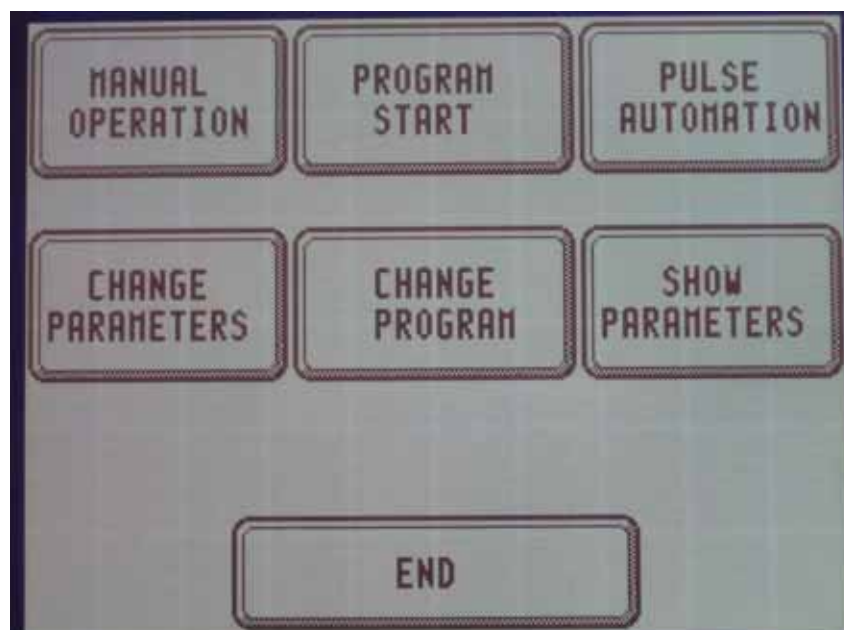 MANUAL
OPERATION
PROGRAM
START
PULSE
AUTOMATION
CHANGE
PARAMETERS
CHANGE
PROGRAM
SHOW
PARAMETERS
END